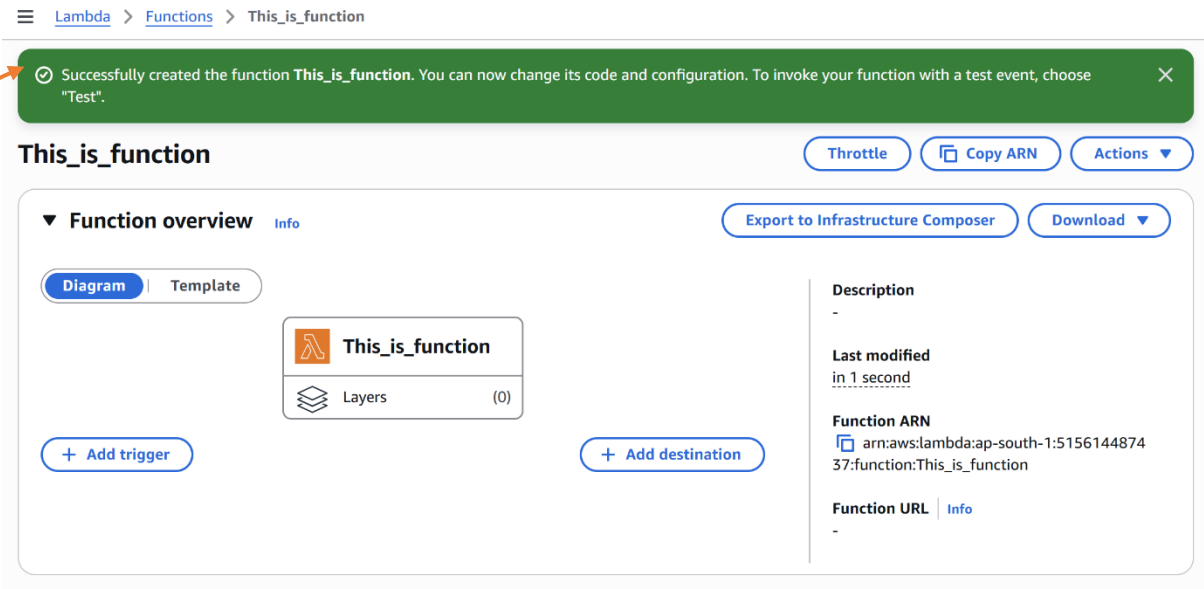 Lambda > Functions > This_is_function
Successfully created the function This_is_function. You can now change its code and configuration. To invoke your function with a test event, choose
"Test".
This_is_function
Throttle
Copy ARN
Actions
Function overview Info
Export to Infrastructure Composer
Download
Diagram
Template
This_is_function
Layers (0)
+ Add trigger
+ Add destination
Description
-
Last modified
in 1 second
Function ARN
arn:aws:lambda:ap-south-1:5156144874
37:function:This_is_function
Function URL Info
-